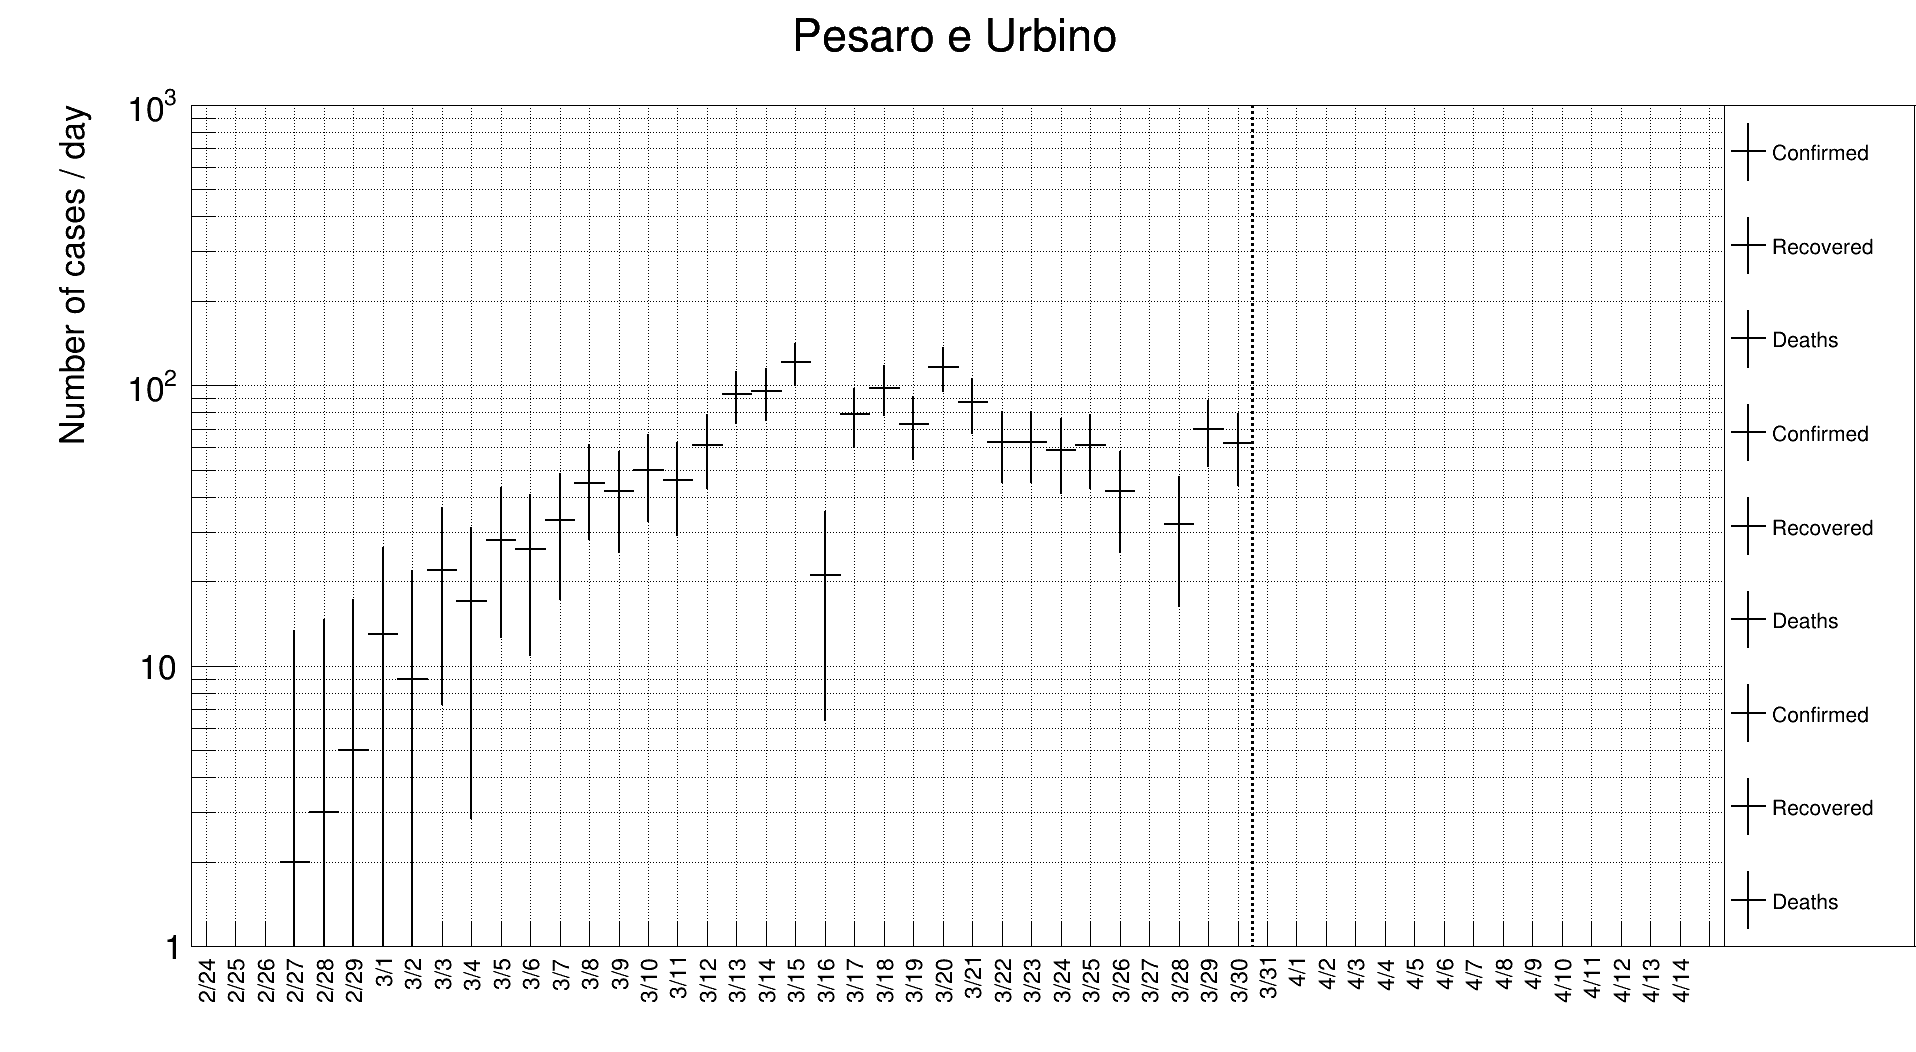 Pesaro e Urbino
Number of cases / day
10³
10²
10
1
2/24 2/25 2/26 2/27 2/28 2/29 3/1 3/2 3/3 3/4 3/5 3/6 3/7 3/8 3/9 3/10 3/11 3/12 3/13 3/14 3/15 3/16 3/17 3/18 3/19 3/20 3/21 3/22 3/23 3/24 3/25 3/26 3/27 3/28 3/29 3/30 3/31 4/1 4/2 4/3 4/4 4/5 4/6 4/7 4/8 4/9 4/10 4/11 4/12 4/13 4/14
Confirmed
Recovered
Deaths
Confirmed
Recovered
Deaths
Confirmed
Recovered
Deaths